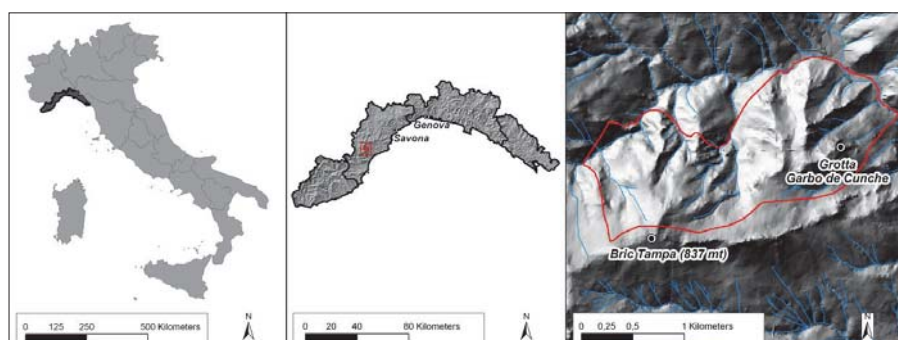 0 125 250 500 Kilometers
N
Genova
Savona
0 20 40 80 Kilometers
N
Grotta
Garbo de Cunche
Bric Tampa (837 mt)
0 0,25 0,5 1 Kilometers
N